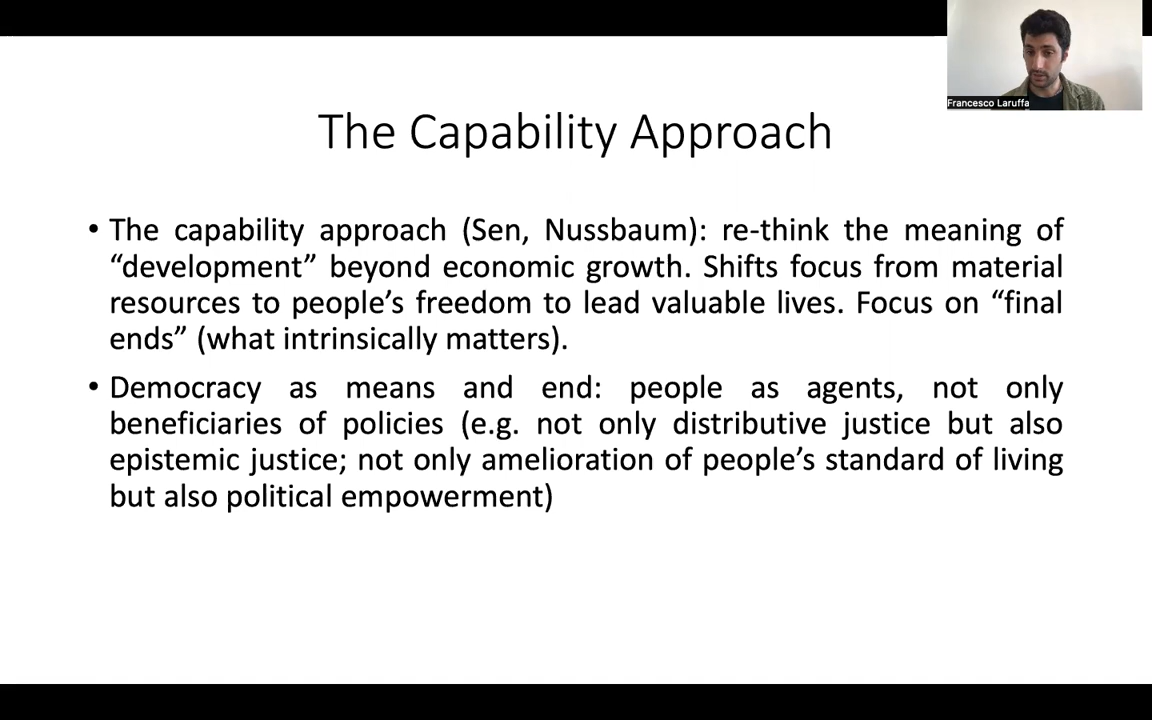 Francesco Laruffa
The Capability Approach
• The capability approach (Sen, Nussbaum): re-think the meaning of
“development” beyond economic growth. Shifts focus from material
resources to people’s freedom to lead valuable lives. Focus on “final
ends” (what intrinsically matters).
• Democracy as means and end: people as agents, not only
beneficiaries of policies (e.g. not only distributive justice but also
epistemic justice; not only amelioration of people’s standard of living
but also political empowerment)